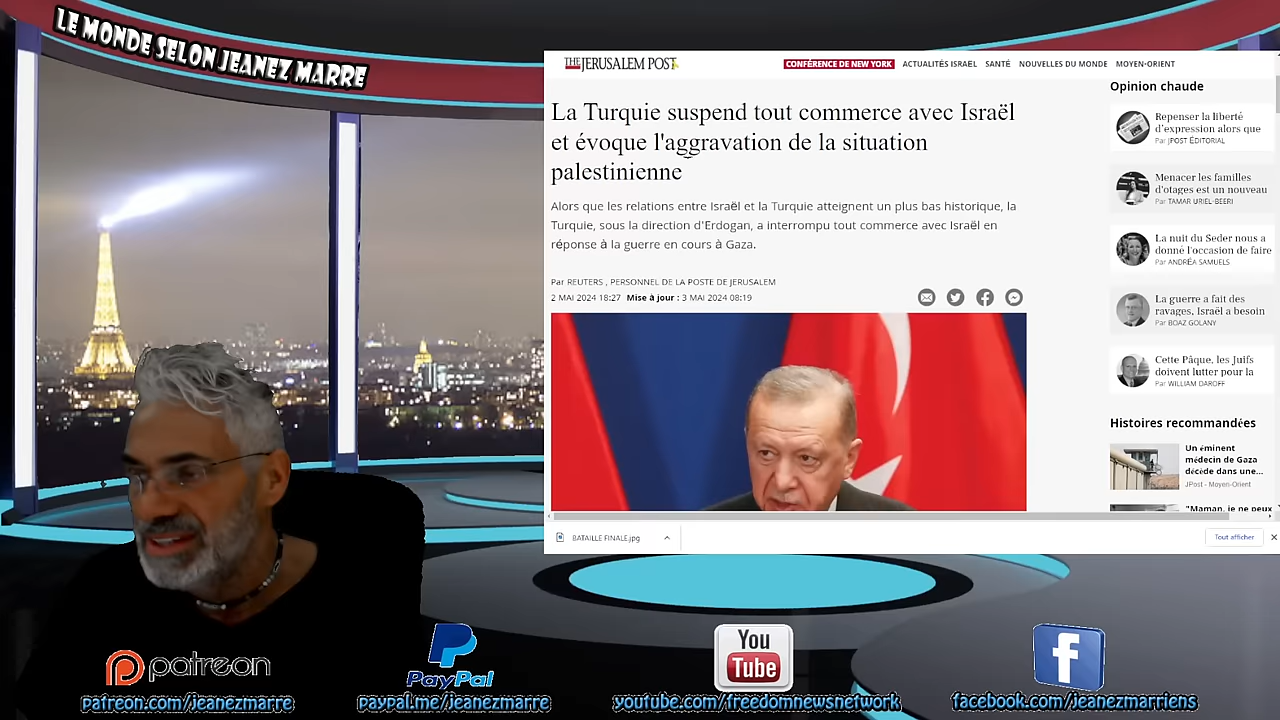 LE MONDE SELON JEANEZ MARRE
THE JERUSALEM POST
CONFÉRENCE DE NEW YORK ACTUALITÉS ISRAEL SANTÉ NOUVELLES DU MONDE MOYEN-ORIENT
La Turquie suspend tout commerce avec Israël
et évoque l'aggravation de la situation
palestinienne
Alors que les relations entre Israël et la Turquie atteignent un plus bas historique, la
Turquie, sous la direction d'Erdogan, a interrompu tout commerce avec Israël en
réponse à la guerre en cours à Gaza.
Par REUTERS , PERSONNEL DE LA POSTE DE JERUSALEM
2 MAI 2024 18:27 Mise à jour : 3 MAI 2024 08:19
Opinion chaude
Repenser la liberté
d'expression alors que
Par JPOST ÉDITORIAL
Menacer les familles
d'otages est un nouveau
Par TAMAR URIEL-BEERI
La nuit du Seder nous a
donné l'occasion de faire
Par ANDRÉA SAMUELS
La guerre a fait des
ravages, Israël a besoin
Par BOAZ GOLANY
Cette Pâque, les Juifs
doivent lutter pour la
Par WILLIAM DAROFF
Histoires recommandées
Un éminent
médecin de Gaza
décède dans une...
JPost - Moyen-Orient
"Maman, je ne peux
BATAILLE FINALE.jpg
Tout afficher
patreon
patreon.com/jeanezmarre
PayPal
paypal.me/jeanezmarre
You
Tube
youtube.com/freedomnewsnetwork
f
facebook.com/jeanezmarriens